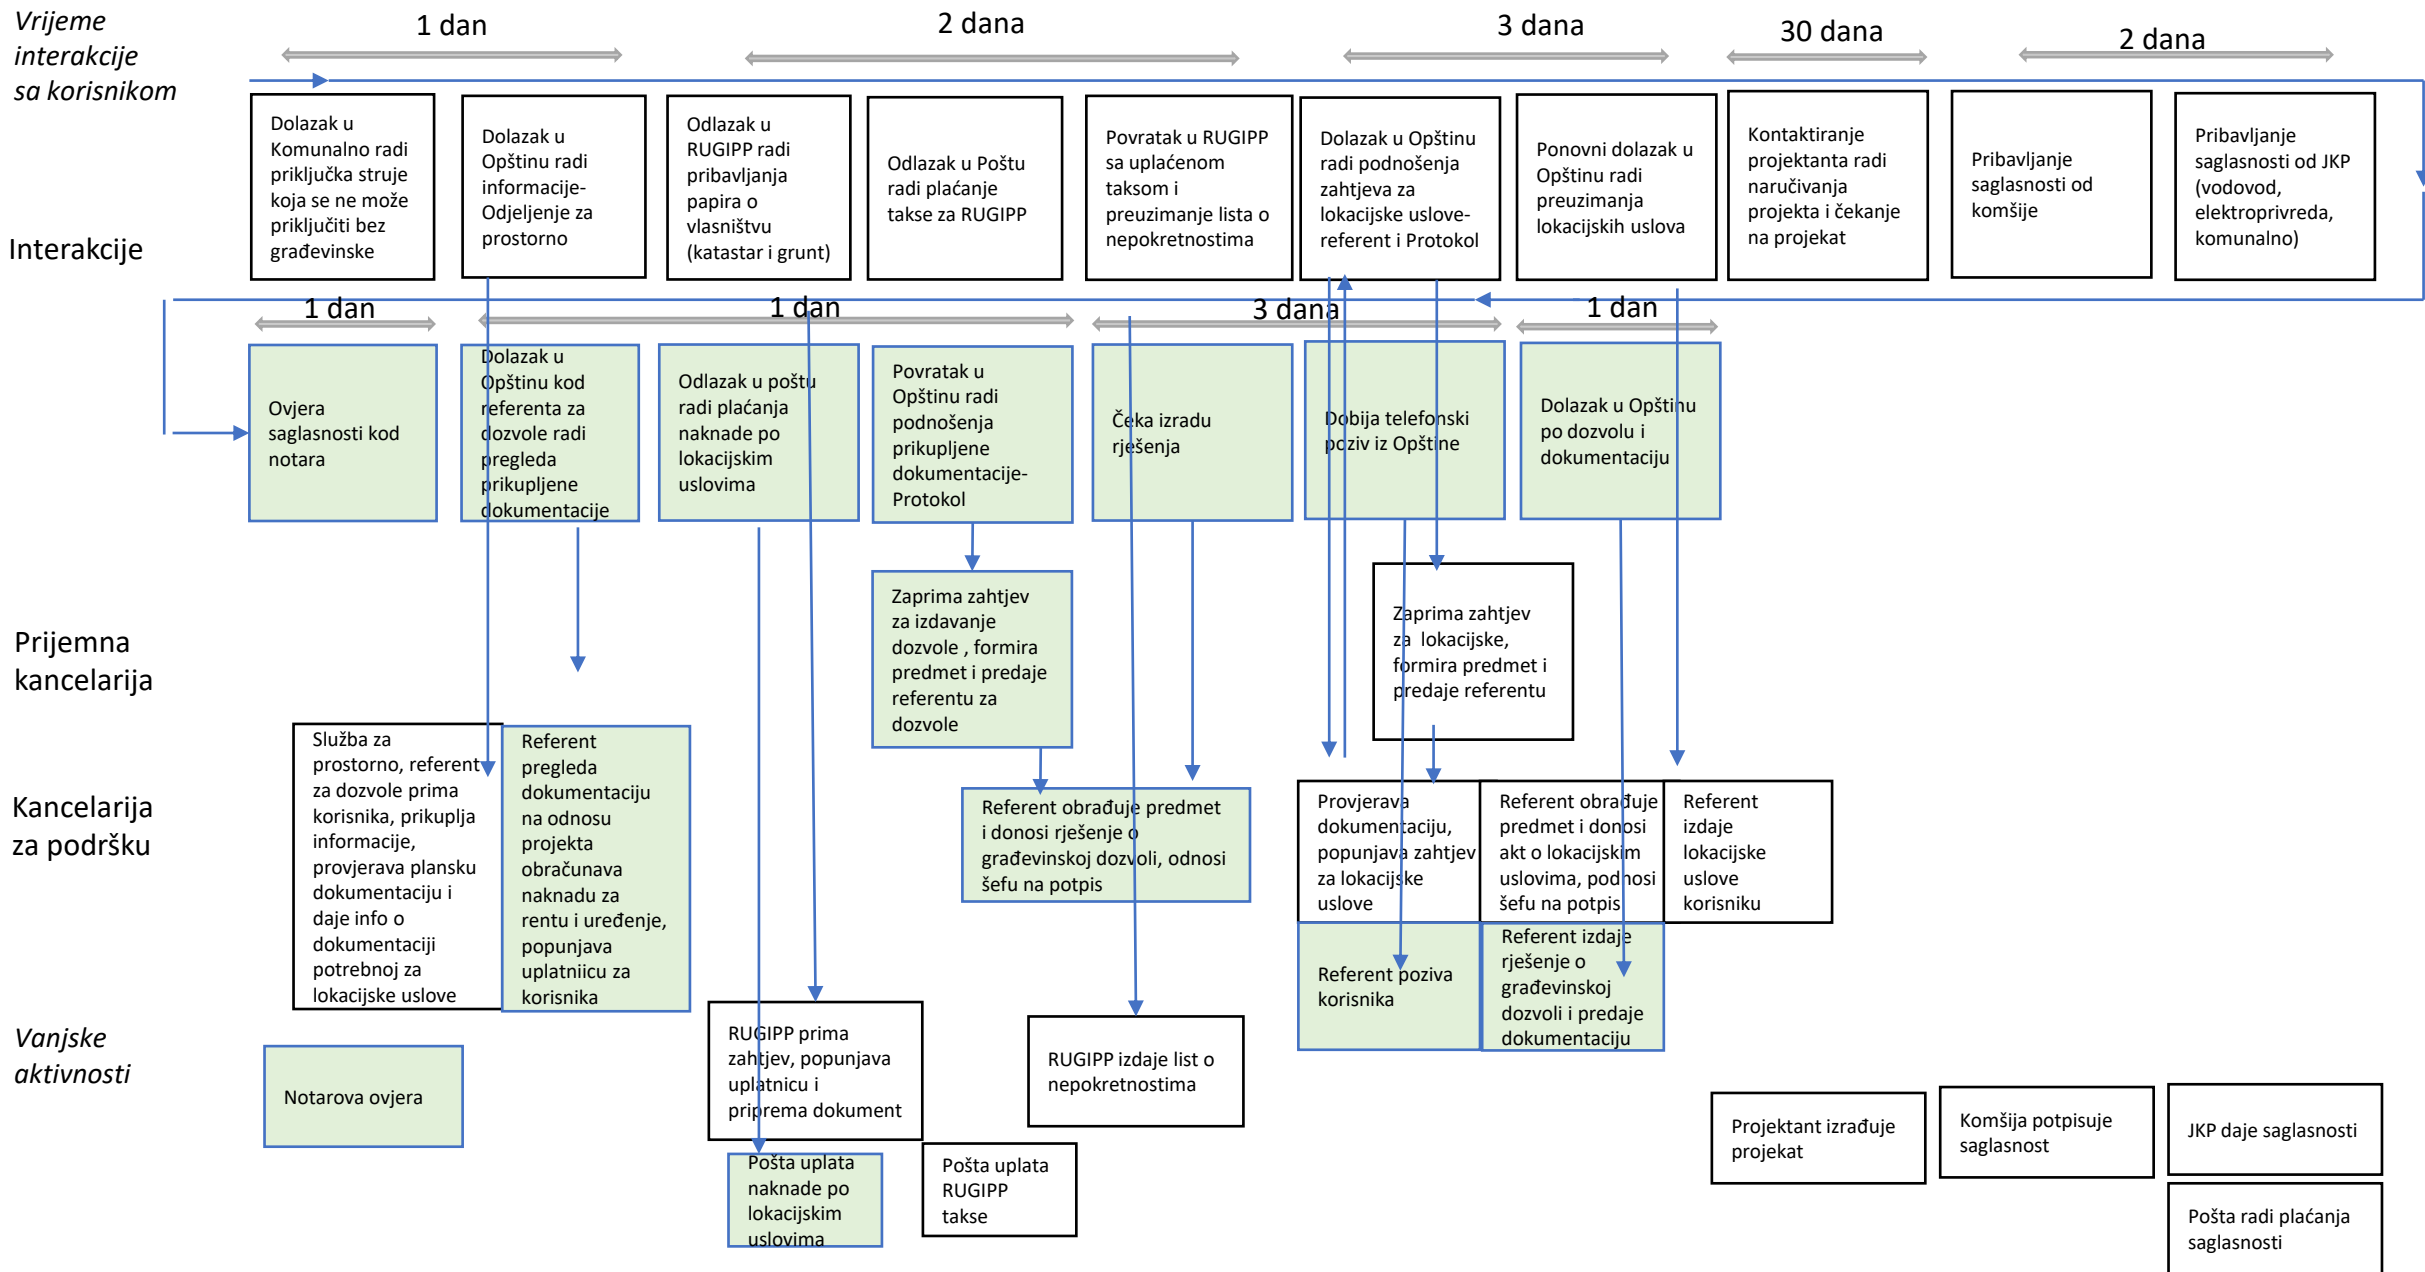 Vrijeme
interakcije
sa korisnikom
1 dan
2 dana
3 dana
30 dana
2 dana
Interakcije
Dolazak u
Komunalno radi
priključka struje
koja se ne može
priključiti bez
građevinske
Dolazak u
Opštinu radi
informacije-
Odjeljenje za
prostorno
Odlazak u
RUGIPP radi
pribavljanja
papira o
vlasništvu
(katastar i grunt)
Odlazak u Poštu
radi plaćanje
takse za RUGIPP
Povratak u RUGIPP
sa uplaćenom
taksom i
preuzimanje lista o
nepokretnostima
Dolazak u Opštinu
radi podnošenja
zahtjeva za
lokacijske uslove-
referent i Protokol
Ponovni dolazak u
Opštinu radi
preuzimanja
lokacijskih uslova
Kontaktiranje
projektanta radi
naručivanja
projekta i čekanje
na projekat
Pribavljanje
saglasnosti od
komšije
Pribavljanje
saglasnosti od JKP
(vodovod,
elektroprivreda,
komunalno)
1 dan
1 dan
3 dana
1 dan
Ovjera
saglasnosti kod
notara
Dolazak u
Opštinu kod
referenta za
dozvole radi
pregleda
prikupljene
dokumentacije
Odlazak u poštu
radi plaćanja
naknade po
lokacijskim
uslovima
Povratak u
Opštinu radi
podnošenja
prikupljene
dokumentacije-
Protokol
Čeka izradu
rješenja
Dobija telefonski
poziv iz Opštine
Dolazak u Opštinu
po dozvolu i
dokumentaciju
Prijemna
kancelarija
Zaprima zahtjev
za izdavanje
dozvole , formira
predmet i predaje
referentu za
dozvole
Zaprima zahtjev
za  lokacijske,
formira predmet i
predaje referentu
Kancelarija
za podršku
Služba za
prostorno, referent
za dozvole prima
korisnika, prikuplja
informacije,
provjerava plansku
dokumentaciju i
daje info o
dokumentaciji
potrebnoj za
lokacijske uslove
Referent
pregleda
dokumentaciju
na odnosu
projekta
obračunava
naknadu za
rentu i uređenje,
popunjava
uplatniicu za
korisnika
Referent obrađuje predmet
i donosi rješenje o
građevinskoj dozvoli, odnosi
šefu na potpis
Provjerava
dokumentaciju,
popunjava zahtjev
za lokacijske
uslove
Referent obrađuje
predmet i donosi
akt o lokacijskim
uslovima, podnosi
šefu na potpis
Referent
izdaje
lokacijske
uslove
korisniku
Referent poziva
korisnika
Referent izdaje
rješenje o
građevinskoj
dozvoli i predaje
dokumentaciju
Vanjske
aktivnosti
Notarova ovjera
RUGIPP prima
zahtjev, popunjava
uplatnicu i
priprema dokument
RUGIPP izdaje list o
nepokretnostima
Pošta uplata
naknade po
lokacijskim
uslovima
Pošta uplata
RUGIPP
takse
Projektant izrađuje
projekat
Komšija potpisuje
saglasnost
JKP daje saglasnosti
Pošta radi plaćanja
saglasnosti